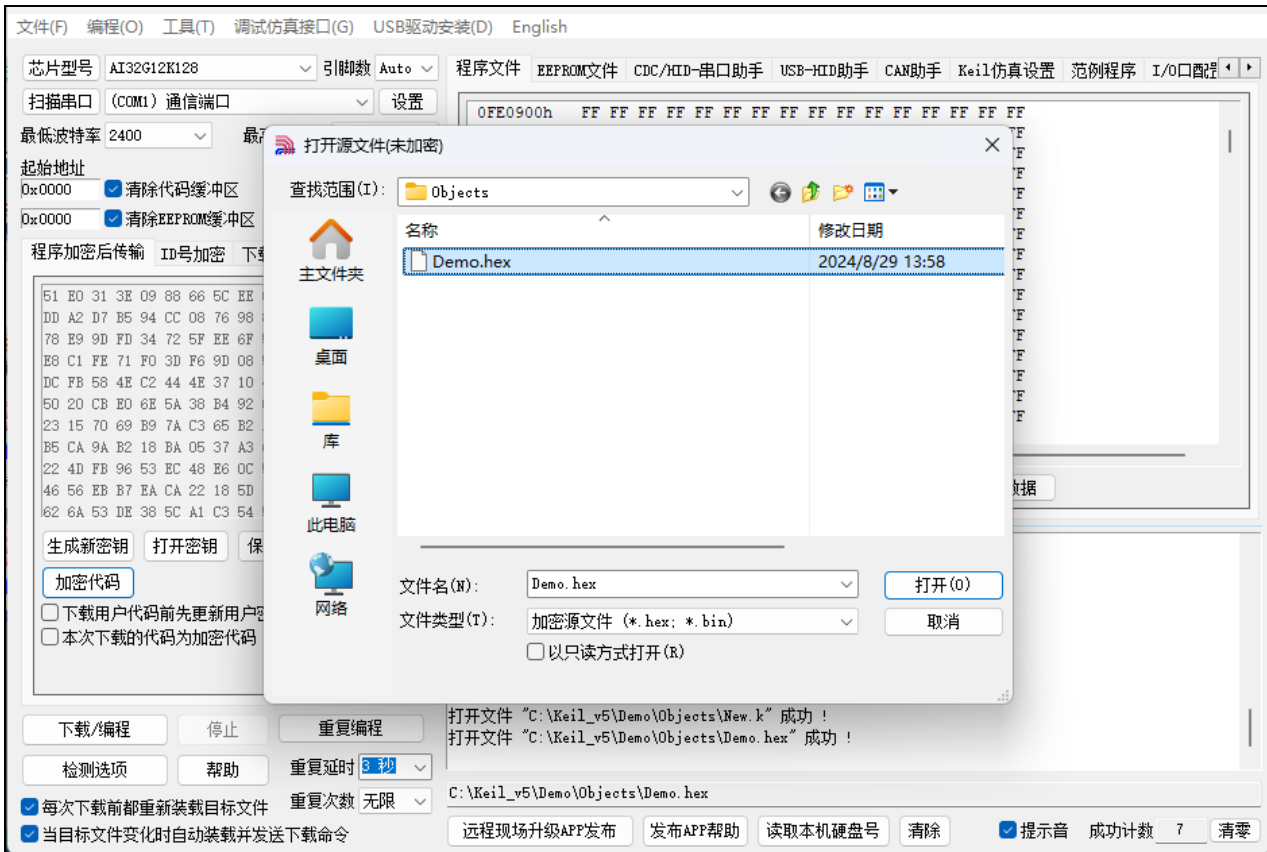 文件(F) 编程(O) 工具(T) 调试仿真接口(G) USB驱动安装(D) English
芯片型号 AI32G12K128 引脚数 Auto
扫描串口 (COM1) 通信端口 设置
最低波特率 2400
起始地址
0x0000 清除代码缓冲区
0x0000 清除EEPROM缓冲区
程序加密后传输 ID号加密
51 E0 31 3E 09 88 66 5C EE
DD A2 D7 B5 94 CC 08 76 98
78 E9 9D FD 34 72 5F EE 6F
E8 C1 FE 71 F0 3D F6 9D 08
DC FB 58 4E C2 44 4E 37 10
50 20 CB E0 6E 5A 38 B4 92
23 15 70 69 B9 7A C3 65 B2
B5 CA 9A B2 18 BA 05 37 A3
22 4D FB 96 53 EC 48 E6 0C
46 56 EB B7 EA CA 22 18 5D
62 6A 53 DE 38 5C A1 C3 54
生成新密钥 打开密钥 保
加密代码
下载用户代码前先更新用户
本次下载的代码为加密代码
下载/编程 停止 重复编程
检测选项 帮助 重复延时 3 秒
每次下载前都重新装载目标文件 重复次数 无限
当目标文件变化时自动装载并发送下载命令
程序文件 EEPROM文件 CDC/HID-串口助手 USB-HID助手 CAN助手 Keil仿真设置 范例程序 I/O口配
0FE0900h FF FF FF FF FF FF FF FF FF FF FF FF FF FF FF FF
打开源文件(未加密)
查找范围(I): Objects
名称 修改日期
Demo.hex 2024/8/29 13:58
主文件夹
桌面
库
此电脑
网络
文件名(N): Demo.hex 打开(O)
文件类型(T): 加密源文件 (*.hex; *.bin) 取消
以只读方式打开(R)
数据
打开文件 "C:\Keil_v5\Demo\Objects\New.k" 成功 !
打开文件 "C:\Keil_v5\Demo\Objects\Demo.hex" 成功 !
C:\Keil_v5\Demo\Objects\Demo.hex
远程现场升级APP发布 发布APP帮助 读取本机硬盘号 清除 提示音 成功计数 7 清零